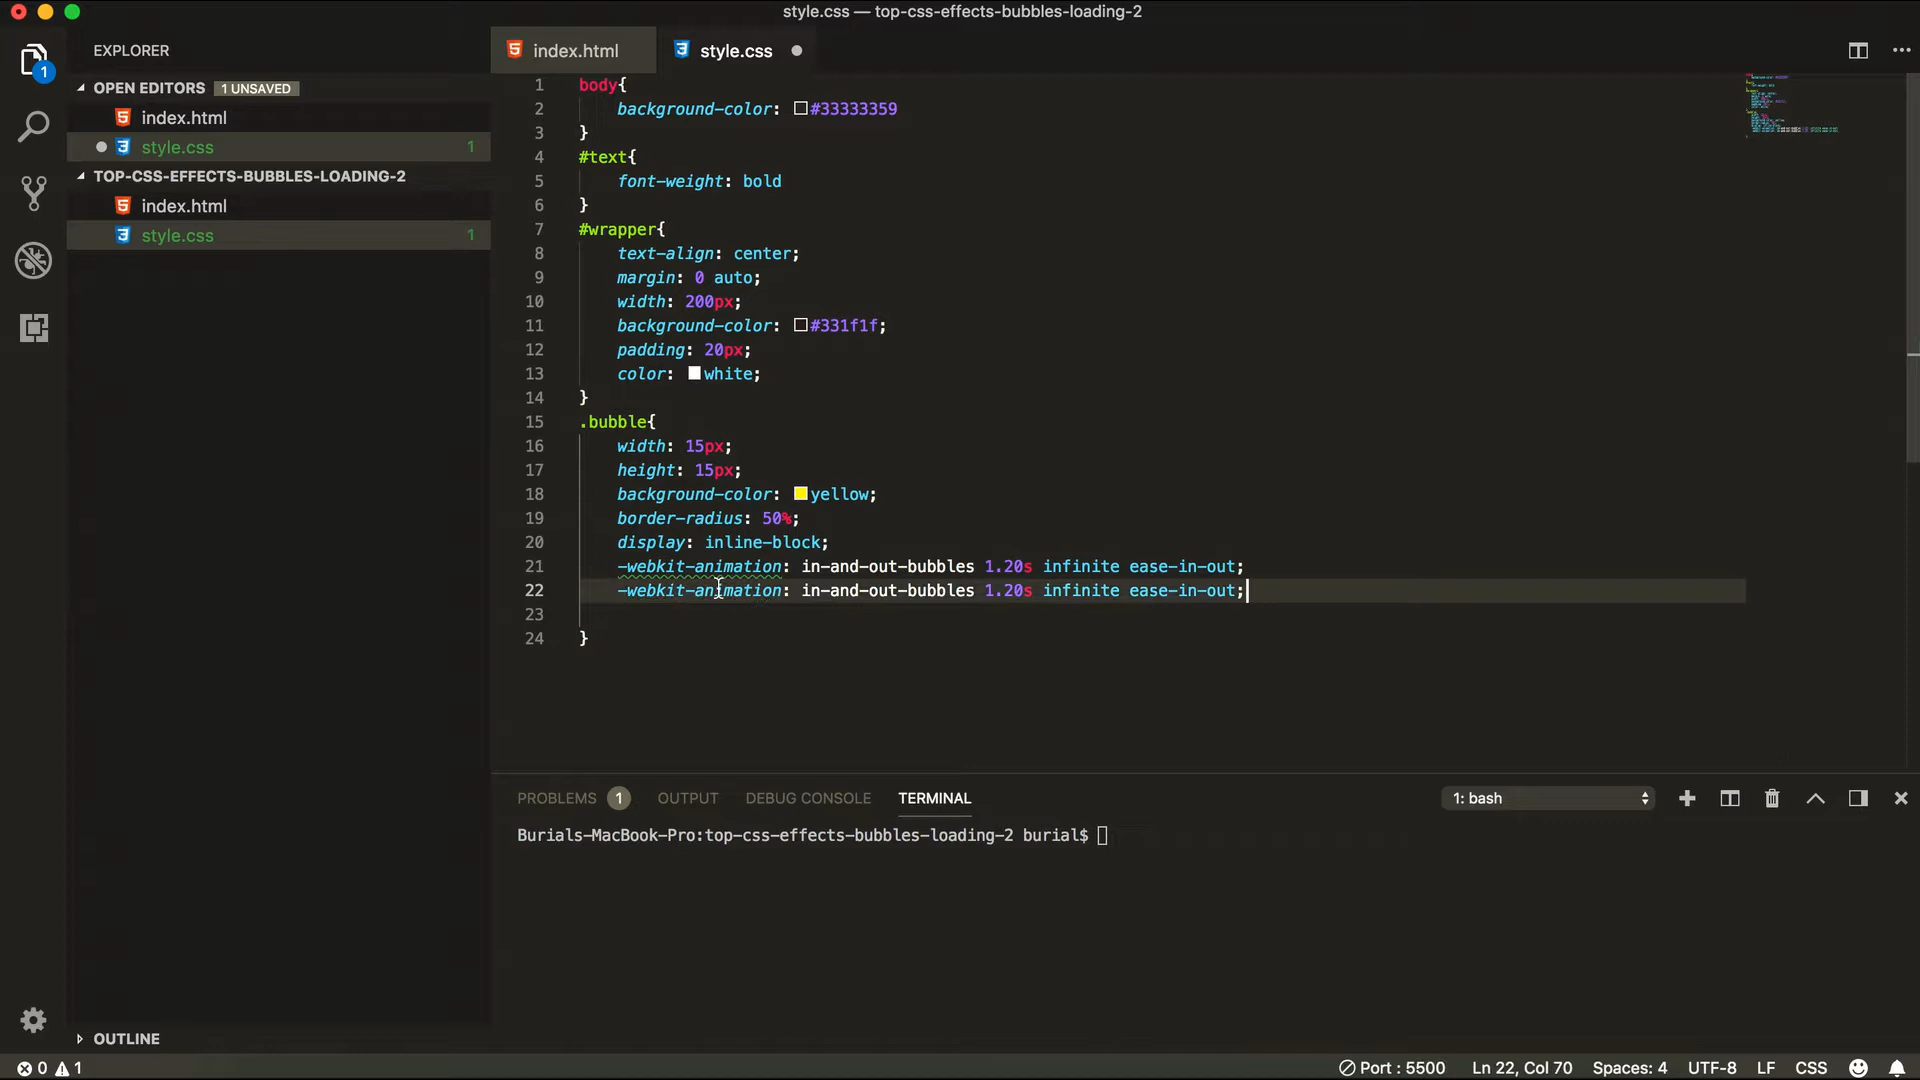 style.css — top-css-effects-bubbles-loading-2
EXPLORER
1
OPEN EDITORS 1 UNSAVED
index.html
style.css 1
TOP-CSS-EFFECTS-BUBBLES-LOADING-2
index.html
style.css 1
OUTLINE
index.html style.css
1 body{
2 background-color: #33333359
3 }
4 #text{
5 font-weight: bold
6 }
7 #wrapper{
8 text-align: center;
9 margin: 0 auto;
10 width: 200px;
11 background-color: #331f1f;
12 padding: 20px;
13 color: white;
14 }
15 .bubble{
16 width: 15px;
17 height: 15px;
18 background-color: yellow;
19 border-radius: 50%;
20 display: inline-block;
21 -webkit-animation: in-and-out-bubbles 1.20s infinite ease-in-out;
22 -webkit-animation: in-and-out-bubbles 1.20s infinite ease-in-out;
23
24 }
PROBLEMS 1 OUTPUT DEBUG CONSOLE TERMINAL 1: bash
Burials-MacBook-Pro:top-css-effects-bubbles-loading-2 burial$
0 1 Port : 5500 Ln 22, Col 70 Spaces: 4 UTF-8 LF CSS